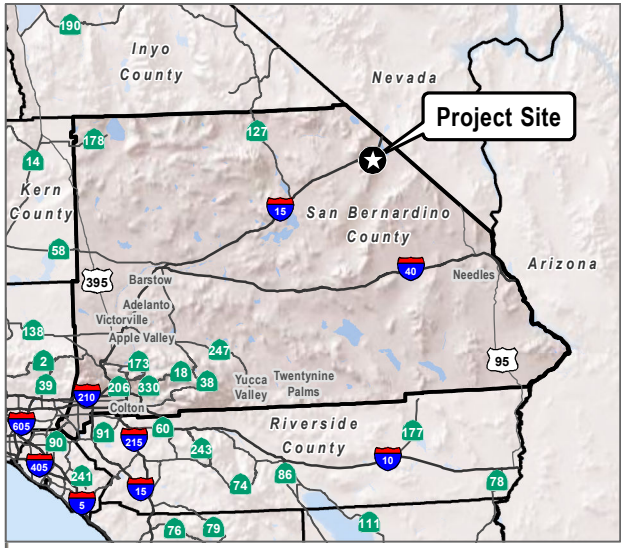 190
Inyo
County
Nevada
Project Site
127
178
14
Kern
County
15
San Bernardino
County
58
395
40
Arizona
Barstow
Needles
Adelanto
Victorville
138
Apple Valley
247
95
2
173
18
39
210
206
330
38
Yucca
Valley
Twentynine
Palms
Colton
605
90
91
215
60
Riverside
County
177
243
10
405
241
15
74
86
78
5
76
79
111